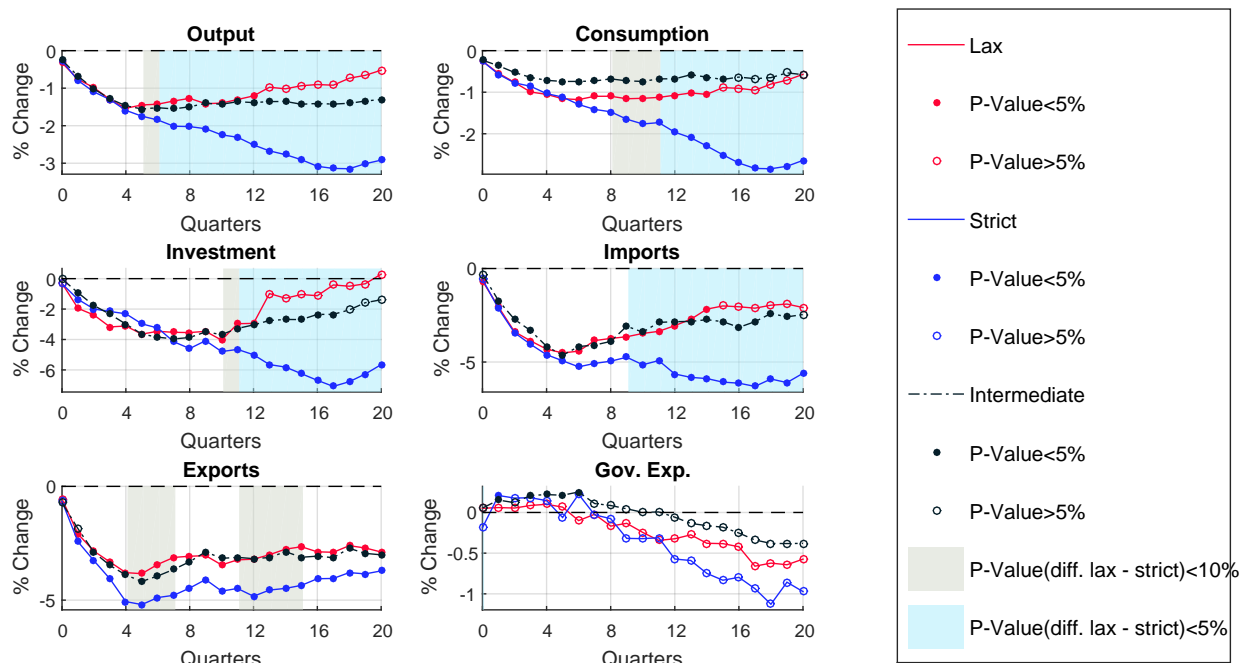 Output
0
-1
-2
-3
% Change
0 4 8 12 16 20
Quarters
Consumption
0
-1
-2
% Change
0 4 8 12 16 20
Quarters
Investment
0
-2
-4
-6
% Change
0 4 8 12 16 20
Quarters
Imports
0
-5
% Change
0 4 8 12 16 20
Quarters
Exports
0
-5
% Change
0 4 8 12 16 20
Quarters
Gov. Exp.
0
-0.5
-1
% Change
0 4 8 12 16 20
Quarters
Lax
P-Value<5%
P-Value>5%
Strict
P-Value<5%
P-Value>5%
Intermediate
P-Value<5%
P-Value>5%
P-Value(diff. lax - strict)<10%
P-Value(diff. lax - strict)<5%